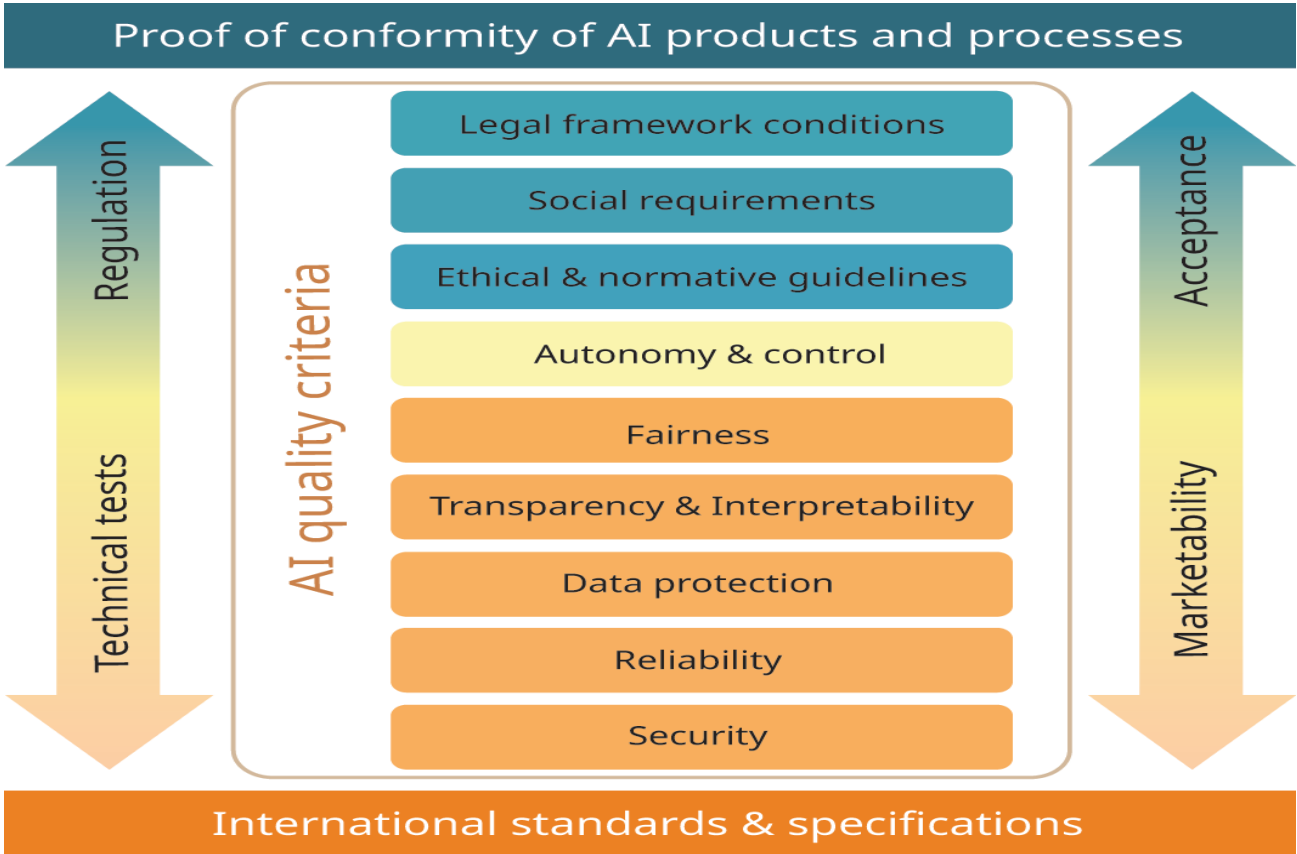 Proof of conformity of AI products and processes
Regulation
Technical tests
AI quality criteria
Legal framework conditions
Social requirements
Ethical & normative guidelines
Autonomy & control
Fairness
Transparency & Interpretability
Data protection
Reliability
Security
Acceptance
Marketability
International standards & specifications